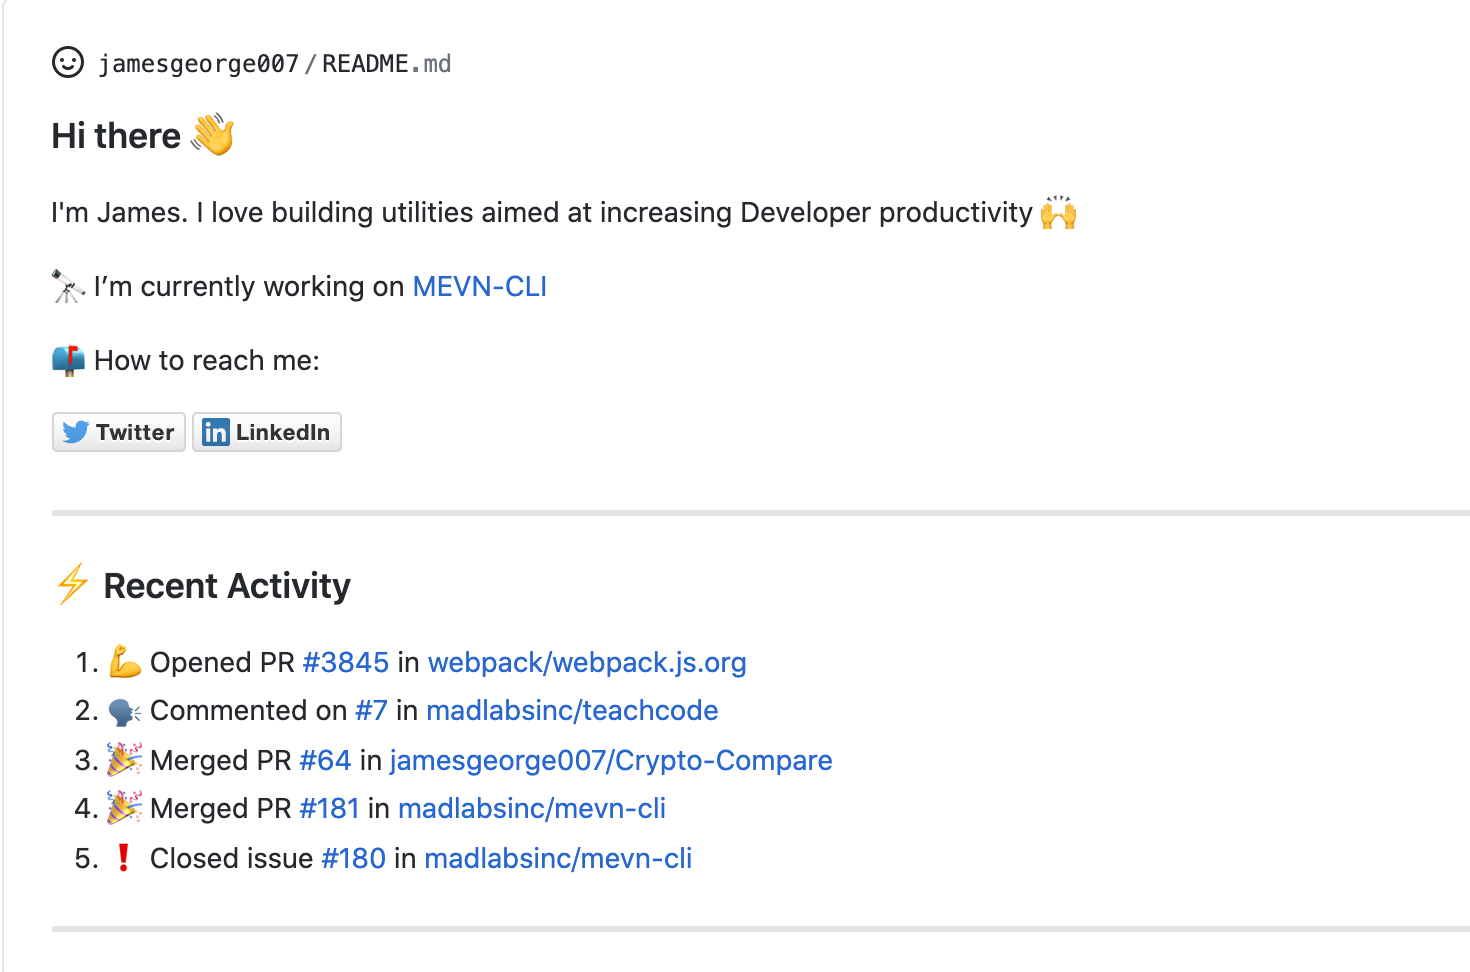 jamesgeorge007/README.md
Hi there 👋
I'm James. I love building utilities aimed at increasing Developer productivity 🙌
🔭 I’m currently working on MEVN-CLI
📫 How to reach me:
Twitter LinkedIn
⚡ Recent Activity
1. 💪 Opened PR #3845 in webpack/webpack.js.org
2. 🗣 Commented on #7 in madlabsinc/teachcode
3. 🎉 Merged PR #64 in jamesgeorge007/Crypto-Compare
4. 🎉 Merged PR #181 in madlabsinc/mevn-cli
5. ❗ Closed issue #180 in madlabsinc/mevn-cli